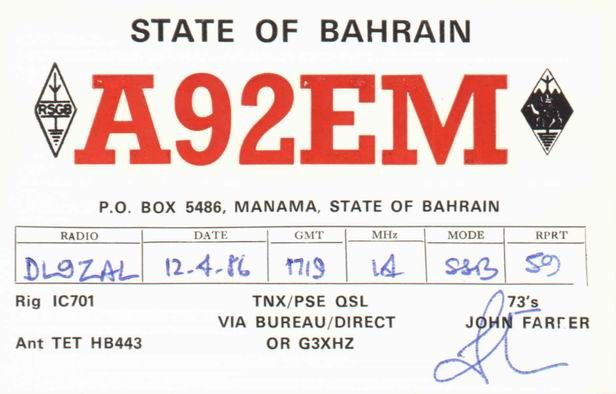 STATE OF BAHRAIN
RSGB
A92EM
P.O. BOX 5486, MANAMA, STATE OF BAHRAIN
RADIO DATE GMT MHz MODE RPRT
DL9ZAL 12-4-86 1719 14 SSB 59
Rig IC701 TNX/PSE QSL 73's
VIA BUREAU/DIRECT JOHN
Ant TET HB443 OR G3XHZ